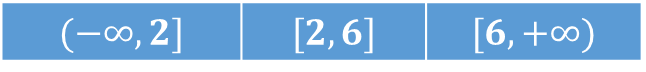 (−∞, 2] [2, 6] [6, +∞)